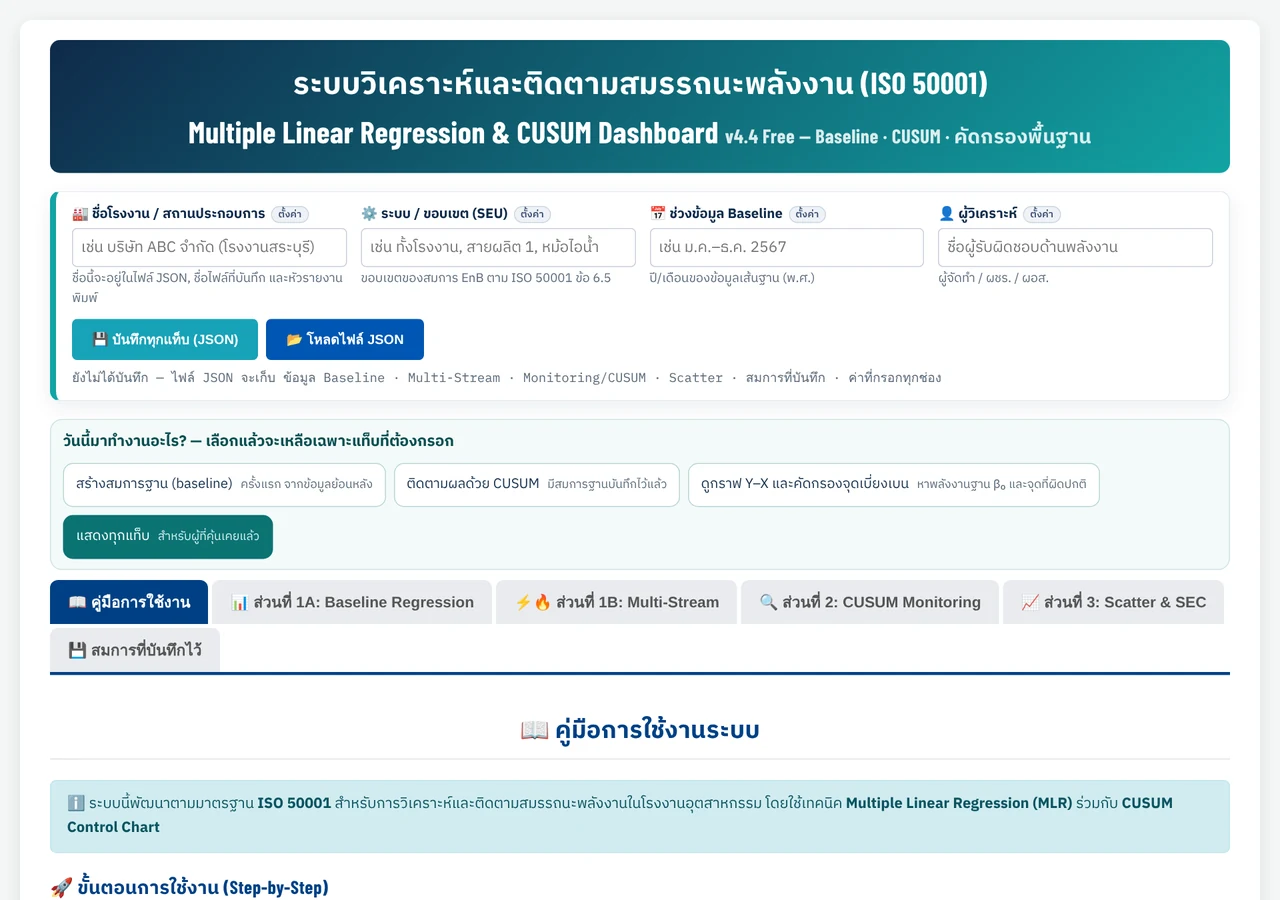 ระบบวิเคราะห์และติดตามสมรรถนะพลังงาน (ISO 50001)
Multiple Linear Regression & CUSUM Dashboard v4.4 Free — Baseline · CUSUM · คัดกรองพื้นฐาน
🏭 ชื่อโรงงาน / สถานประกอบการ ตั้งค่า
เช่น บริษัท ABC จำกัด (โรงงานสระบุรี)
ชื่อนี้จะอยู่ในไฟล์ JSON, ชื่อไฟล์ที่บันทึก และหัวรายงาน
พิมพ์
⚙️ ระบบ / ขอบเขต (SEU) ตั้งค่า
เช่น ทั้งโรงงาน, สายผลิต 1, หม้อไอน้ำ
ขอบเขตของสมการ EnB ตาม ISO 50001 ข้อ 6.5
📅 ช่วงข้อมูล Baseline ตั้งค่า
เช่น ม.ค.–ธ.ค. 2567
ปี/เดือนของข้อมูลเส้นฐาน (พ.ศ.)
👤 ผู้วิเคราะห์ ตั้งค่า
ชื่อผู้รับผิดชอบด้านพลังงาน
ผู้จัดทำ / ผชร. / ผอส.
💾 บันทึกทุกแท็บ (JSON)
📂 โหลดไฟล์ JSON
ยังไม่ได้บันทึก — ไฟล์ JSON จะเก็บ ข้อมูล Baseline · Multi-Stream · Monitoring/CUSUM · Scatter · สมการที่บันทึก · ค่าที่กรอกทุกช่อง
วันนี้มาทำงานอะไร? — เลือกแล้วจะเหลือเฉพาะแท็บที่ต้องกรอก
สร้างสมการฐาน (baseline) ครั้งแรก จากข้อมูลย้อนหลัง
ติดตามผลด้วย CUSUM มีสมการฐานบันทึกไว้แล้ว
ดูกราฟ Y–X และคัดกรองจุดเบี่ยงเบน หาพลังงานฐาน β₀ และจุดที่ผิดปกติ
แสดงทุกแท็บ สำหรับผู้ที่คุ้นเคยแล้ว
📖 คู่มือการใช้งาน
📊 ส่วนที่ 1A: Baseline Regression
⚡🔥 ส่วนที่ 1B: Multi-Stream
🔍 ส่วนที่ 2: CUSUM Monitoring
📈 ส่วนที่ 3: Scatter & SEC
💾 สมการที่บันทึกไว้
📖 คู่มือการใช้งานระบบ
ℹ️ ระบบนี้พัฒนาตามมาตรฐาน ISO 50001 สำหรับการวิเคราะห์และติดตามสมรรถนะพลังงานในโรงงานอุตสาหกรรม โดยใช้เทคนิค Multiple Linear Regression (MLR) ร่วมกับ CUSUM
Control Chart
🚀 ขั้นตอนการใช้งาน (Step-by-Step)